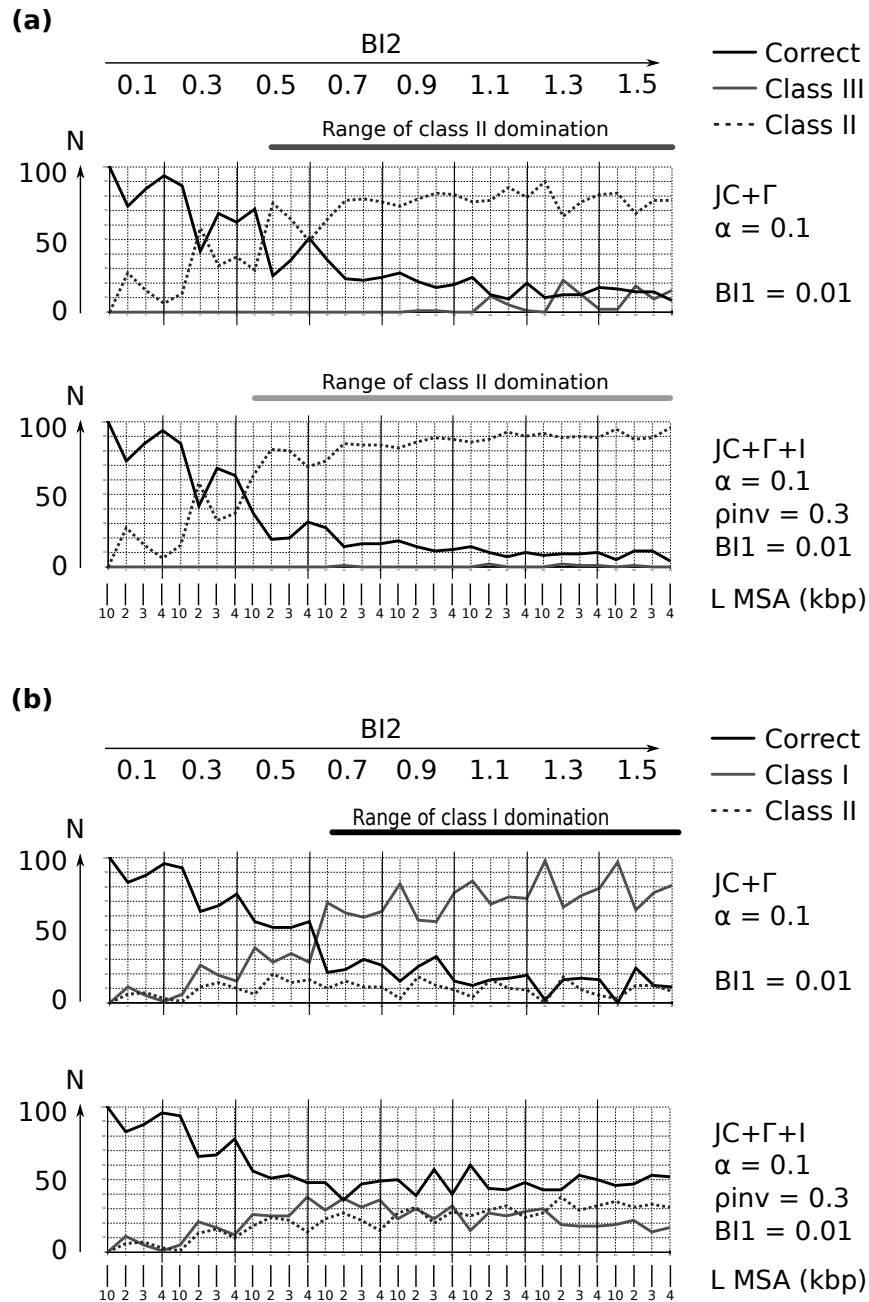 (a)
BI2
0.1 0.3 0.5 0.7 0.9 1.1 1.3 1.5
Correct
Class III
Class II
Range of class II domination
N
100
50
0
JC+Γ
α = 0.1
BI1 = 0.01
Range of class II domination
N
100
50
0
JC+Γ+I
α = 0.1
ρinv = 0.3
BI1 = 0.01
10 2 3 4 10 2 3 4 10 2 3 4 10 2 3 4 10 2 3 4 10 2 3 4 10 2 3 4 10 2 3 4
L MSA (kbp)
(b)
BI2
0.1 0.3 0.5 0.7 0.9 1.1 1.3 1.5
Correct
Class I
Class II
Range of class I domination
N
100
50
0
JC+Γ
α = 0.1
BI1 = 0.01
N
100
50
0
JC+Γ+I
α = 0.1
ρinv = 0.3
BI1 = 0.01
10 2 3 4 10 2 3 4 10 2 3 4 10 2 3 4 10 2 3 4 10 2 3 4 10 2 3 4 10 2 3 4
L MSA (kbp)